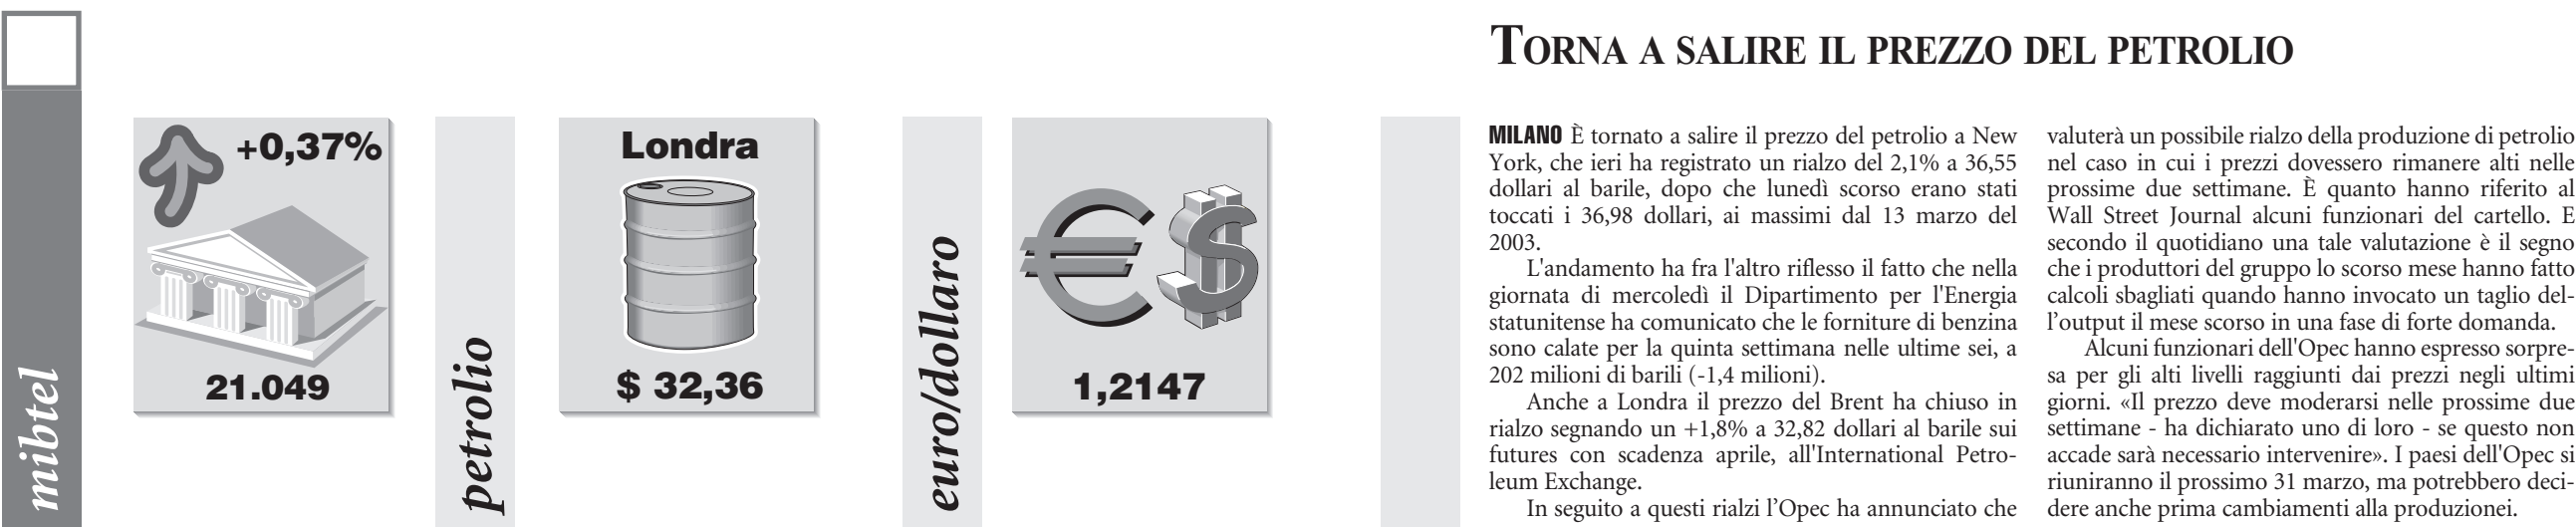 mibtel
+0,37%
21.049
petrolio
Londra
$ 32,36
euro/dollaro
1,2147
TORNA A SALIRE IL PREZZO DEL PETROLIO
MILANO È tornato a salire il prezzo del petrolio a New
York, che ieri ha registrato un rialzo del 2,1% a 36,55
dollari al barile, dopo che lunedì scorso erano stati
toccati i 36,98 dollari, ai massimi dal 13 marzo del
2003.
L'andamento ha fra l'altro riflesso il fatto che nella
giornata di mercoledì il Dipartimento per l'Energia
statunitense ha comunicato che le forniture di benzina
sono calate per la quinta settimana nelle ultime sei, a
202 milioni di barili (-1,4 milioni).
Anche a Londra il prezzo del Brent ha chiuso in
rialzo segnando un +1,8% a 32,82 dollari al barile sui
futures con scadenza aprile, all'International Petro-
leum Exchange.
In seguito a questi rialzi l’Opec ha annunciato che
valuterà un possibile rialzo della produzione di petrolio
nel caso in cui i prezzi dovessero rimanere alti nelle
prossime due settimane. È quanto hanno riferito al
Wall Street Journal alcuni funzionari del cartello. E
secondo il quotidiano una tale valutazione è il segno
che i produttori del gruppo lo scorso mese hanno fatto
calcoli sbagliati quando hanno invocato un taglio del-
l’output il mese scorso in una fase di forte domanda.
Alcuni funzionari dell'Opec hanno espresso sorpre-
sa per gli alti livelli raggiunti dai prezzi negli ultimi
giorni. «Il prezzo deve moderarsi nelle prossime due
settimane - ha dichiarato uno di loro - se questo non
accade sarà necessario intervenire». I paesi dell'Opec si
riuniranno il prossimo 31 marzo, ma potrebbero deci-
dere anche prima cambiamenti alla produzionei.